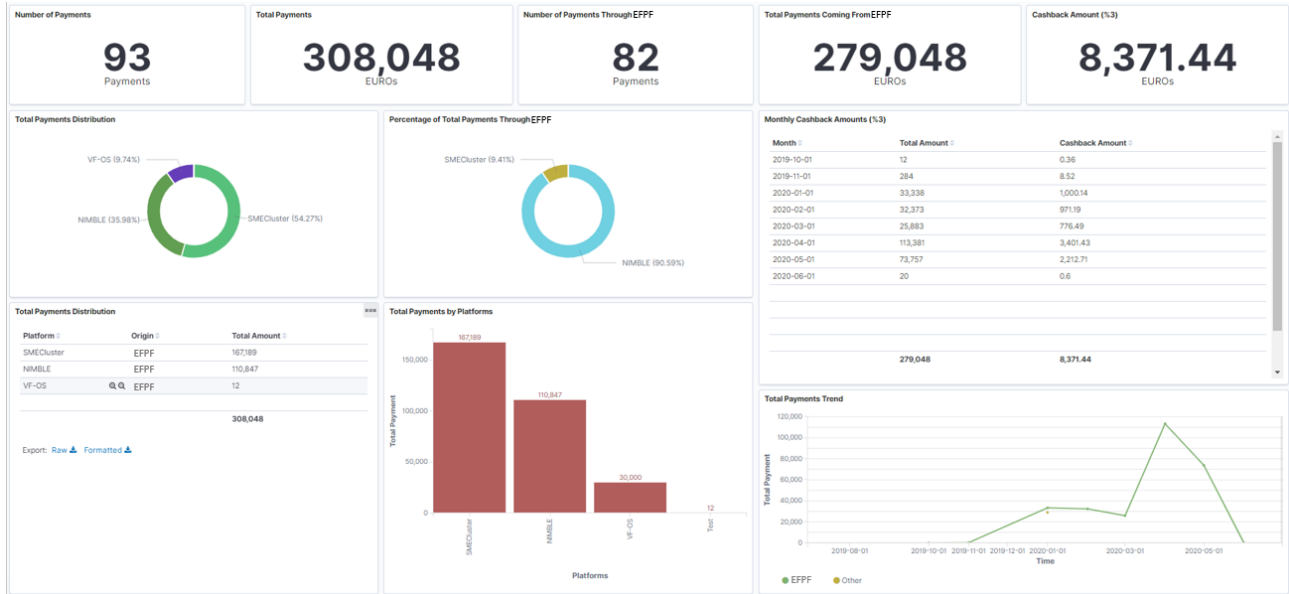 Number of Payments
93
Payments
Total Payments
308,048
EUROs
Number of Payments Through EFPF
82
Payments
Total Payments Coming From EFPF
279,048
EUROs
Cashback Amount (%3)
8,371.44
EUROs
Total Payments Distribution
VF-OS (9.74%)
NIMBLE (35.98%)
SMECluster (54.27%)
Percentage of Total Payments Through EFPF
SMECluster (9.41%)
NIMBLE (90.59%)
Monthly Cashback Amounts (%3)
Month Total Amount Cashback Amount
2019-10-01 12 0.36
2019-11-01 284 8.52
2020-01-01 33,338 1,000.14
2020-02-01 32,373 971.19
2020-03-01 25,883 776.49
2020-04-01 113,381 3,401.43
2020-05-01 73,757 2,212.71
2020-06-01 20 0.6
279,048 8,371.44
Total Payments Distribution
Platform Origin Total Amount
SMECluster EFPF 167,189
NIMBLE EFPF 110,847
VF-OS EFPF 12
308,048
Export: Raw Formatted
Total Payments by Platforms
Total Payment
150,000
100,000
50,000
0
167,189
110,847
30,000
12
SMECluster
NIMBLE
VF-OS
Test
Platforms
Total Payments Trend
Total Payment
120,000
100,000
80,000
60,000
40,000
20,000
0
2019-08-01 2019-10-01 2019-11-01 2019-12-01 2020-01-01 2020-03-01 2020-05-01
Time
EFPF Other